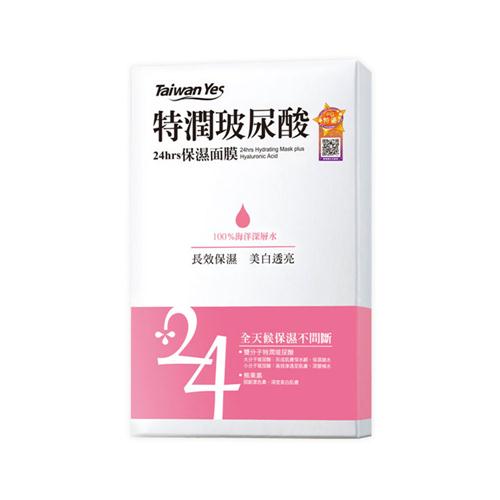 Taiwan Yes
特潤玻尿酸
24hrs保濕面膜
24hrs Hydrating Mask plus
Hyaluronic Acid
100%海洋深層水
長效保濕 美白透亮
24
全天候保濕不間斷
•雙分子特潤玻尿酸
•熊果素